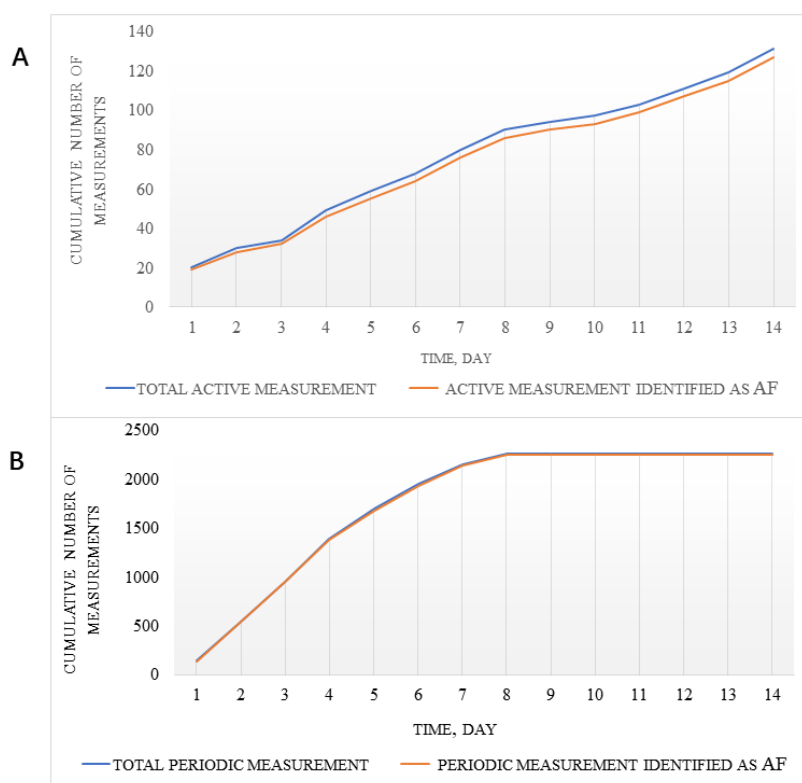 A
140
120
100
80
60
40
20
0
CUMULATIVE NUMBER OF
MEASUREMENTS
1 2 3 4 5 6 7 8 9 10 11 12 13 14
TIME, DAY
TOTAL ACTIVE MEASUREMENT ACTIVE MEASUREMENT IDENTIFIED AS AF
B
2500
2000
1500
1000
500
0
CUMULATIVE NUMBER OF
MEASUREMENTS
1 2 3 4 5 6 7 8 9 10 11 12 13 14
TIME, DAY
TOTAL PERIODIC MEASUREMENT PERIODIC MEASUREMENT IDENTIFIED AS AF